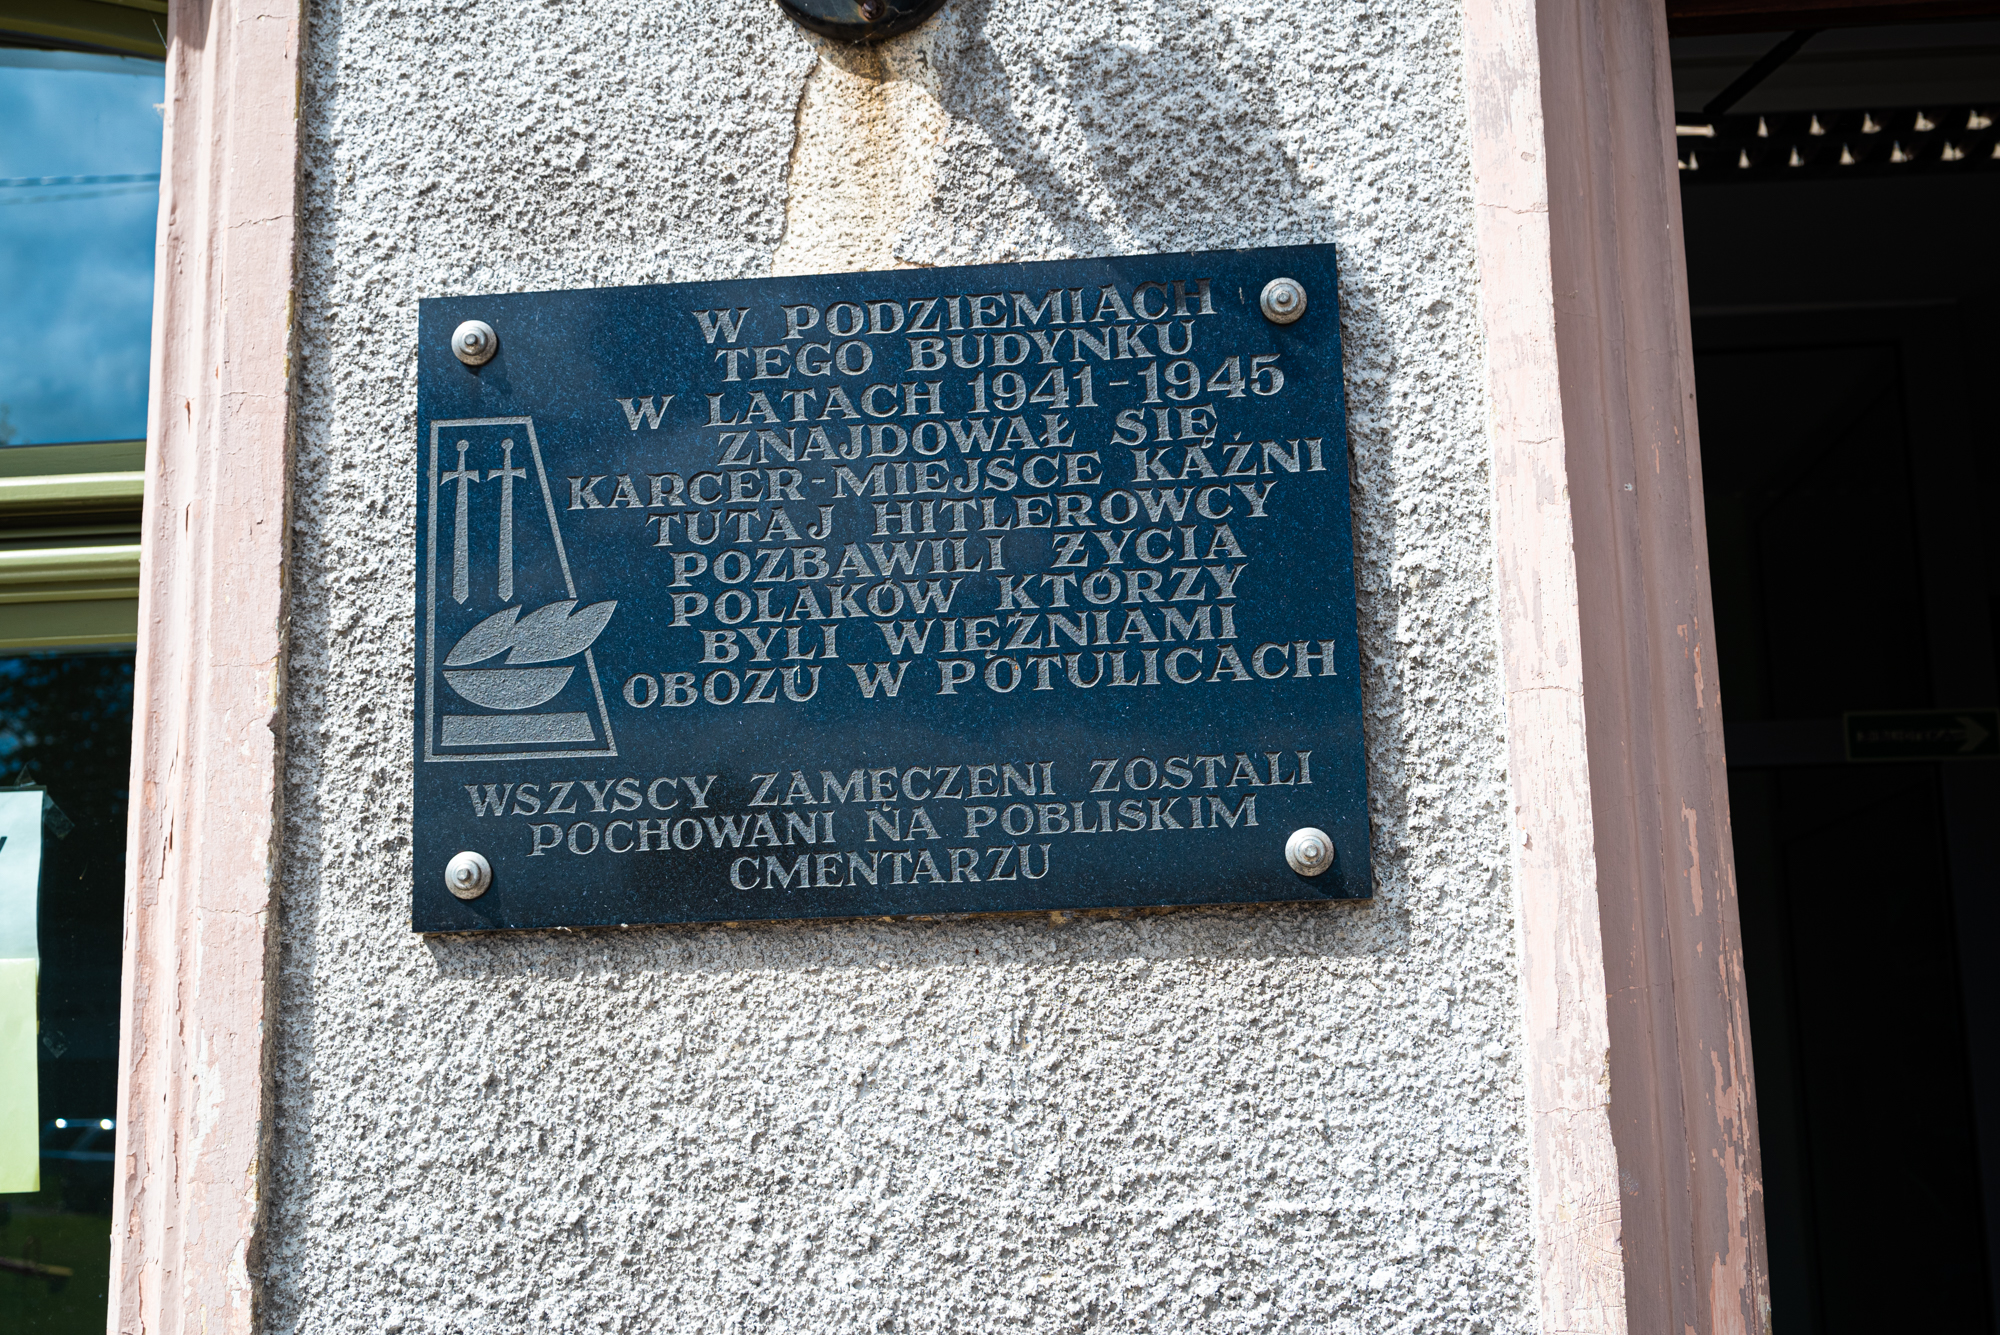 W PODZIEMIACH
TEGO BUDYNKU
W LATACH 1941-1945
ZNAJDOWAŁ SIĘ
KARCER-MIEJSCE KAŹNI
TUTAJ HITLEROWCY
POZBAWILI ŻYCIA
POLAKÓW KTÓRZY
BYLI WIĘŹNIAMI
OBOZU W POTULICACH
WSZYSCY ZAMĘCZENI ZOSTALI
POCHOWANI NA POBLISKIM
CMENTARZU